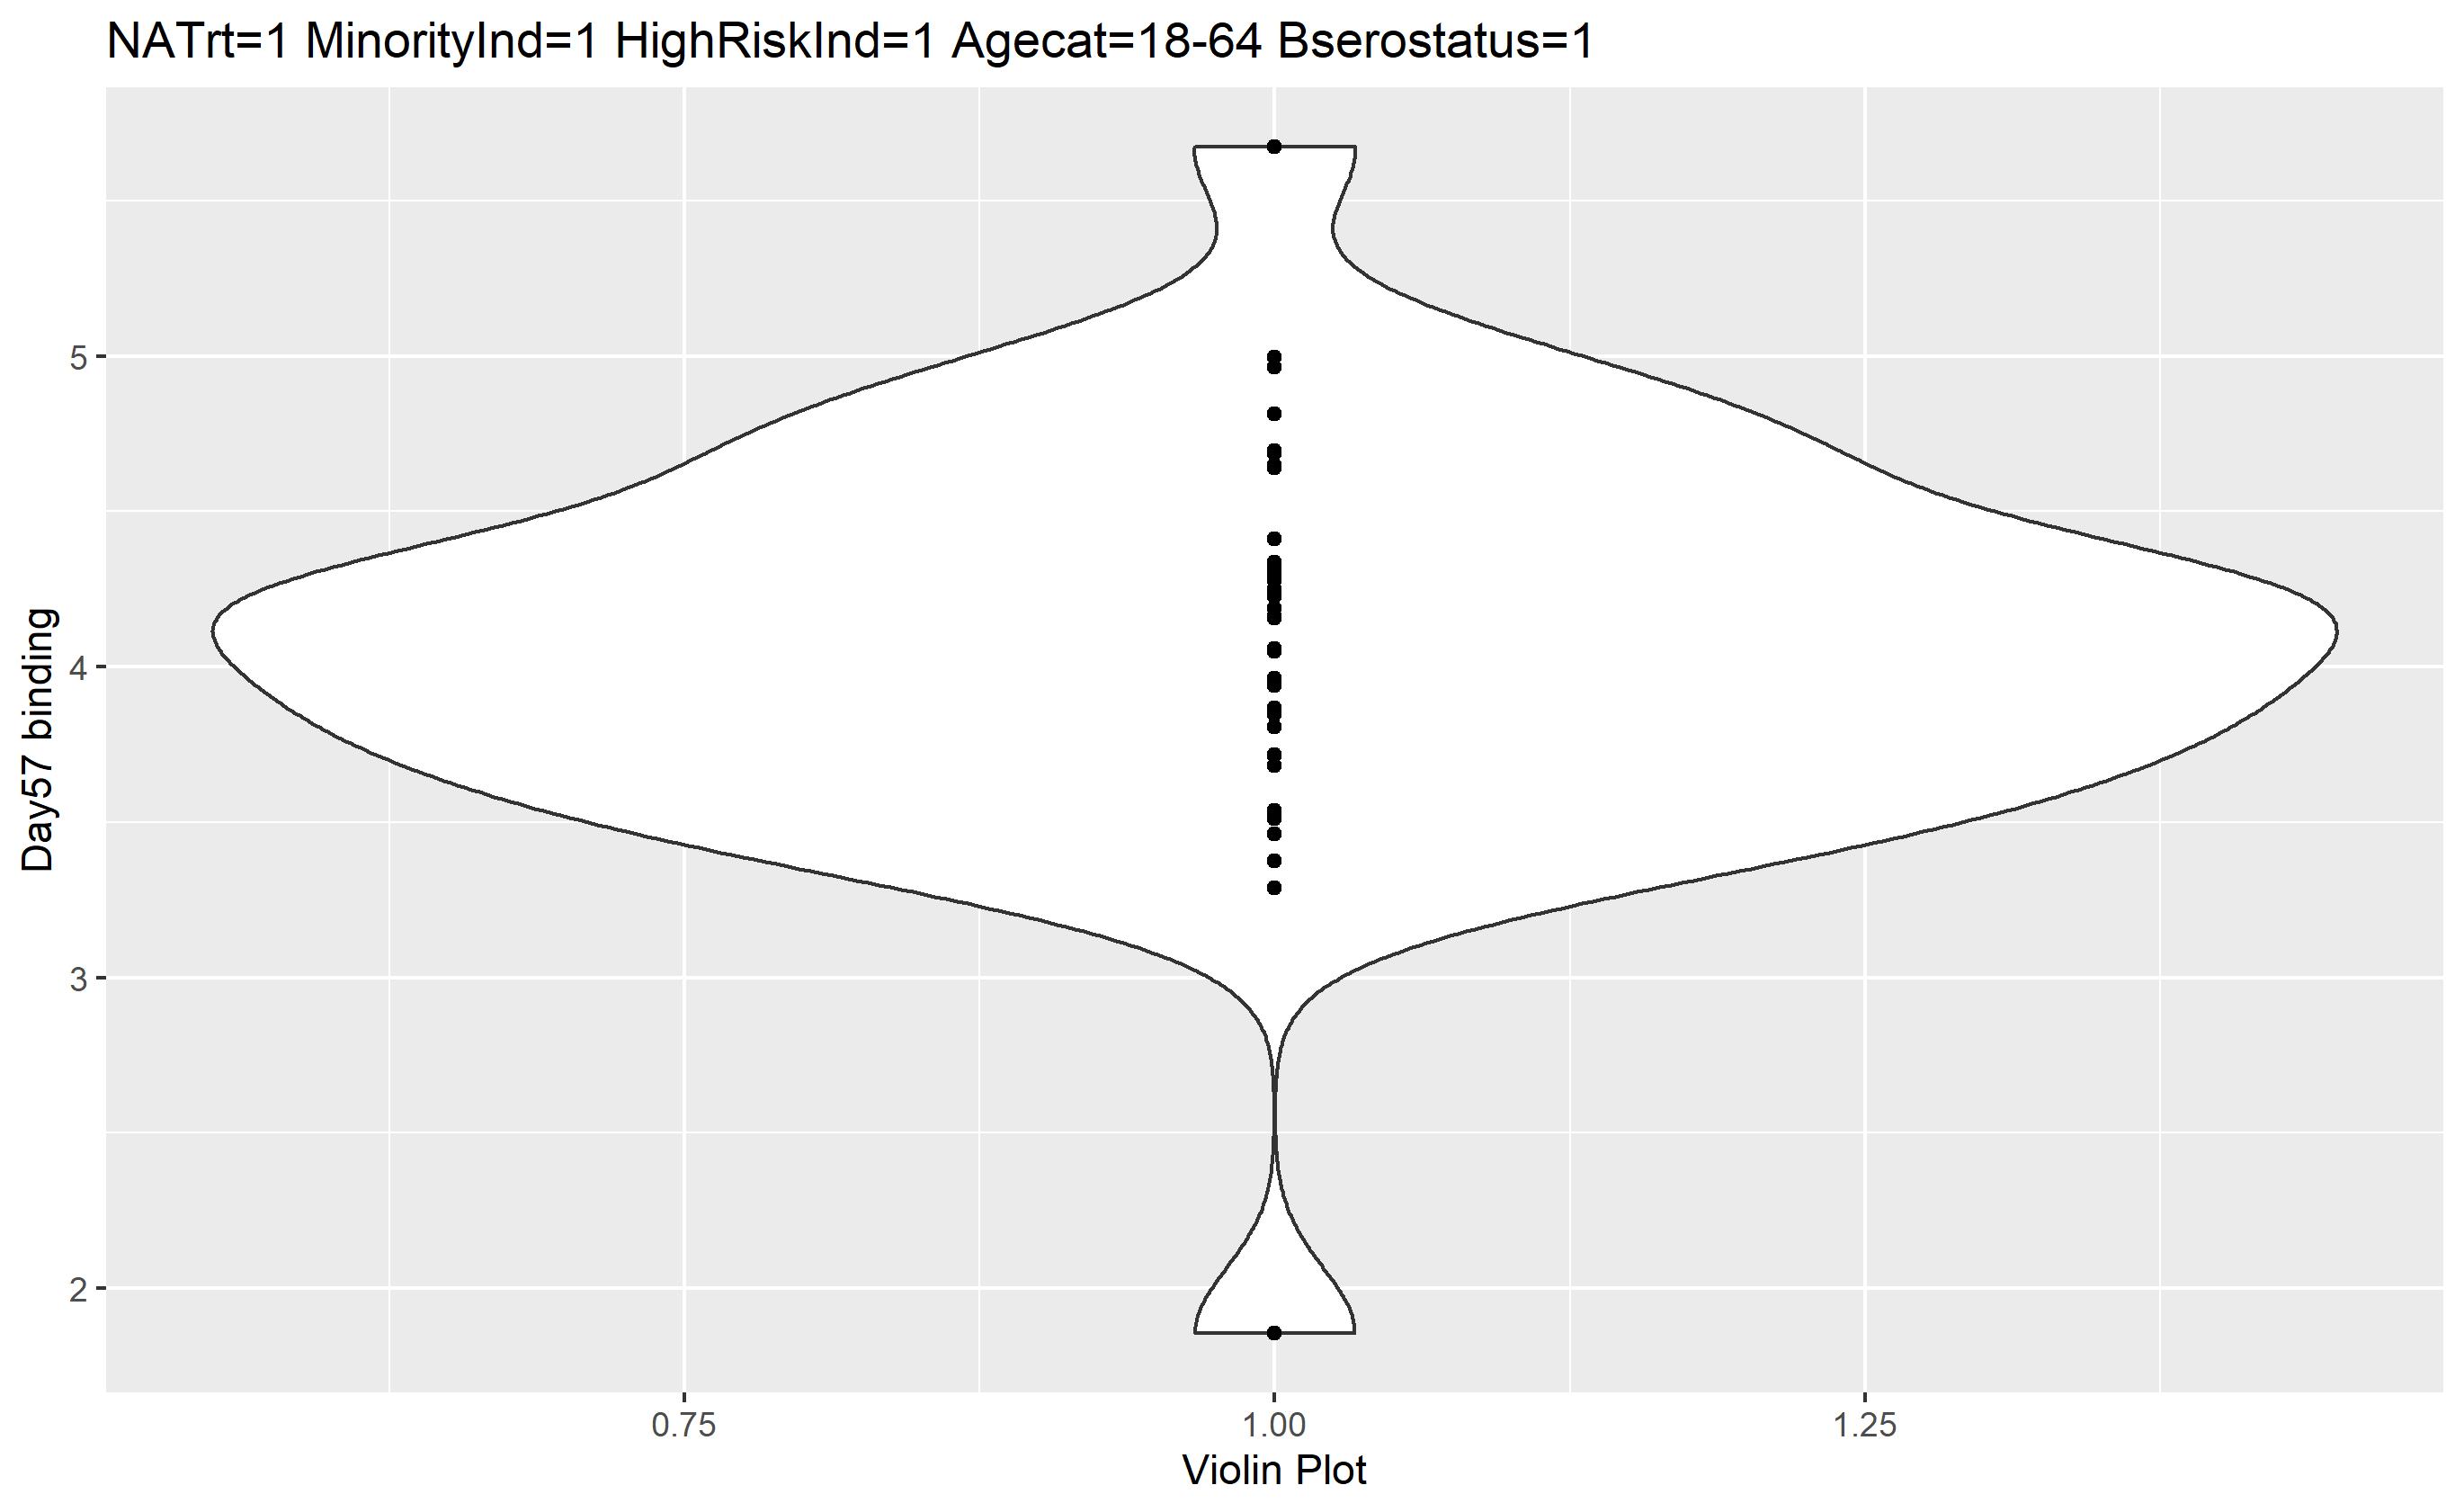 NATrt=1 MinorityInd=1 HighRiskInd=1 Agecat=18-64 Bserostatus=1
Day57 binding
5
4
3
2
0.75 1.00 1.25
Violin Plot